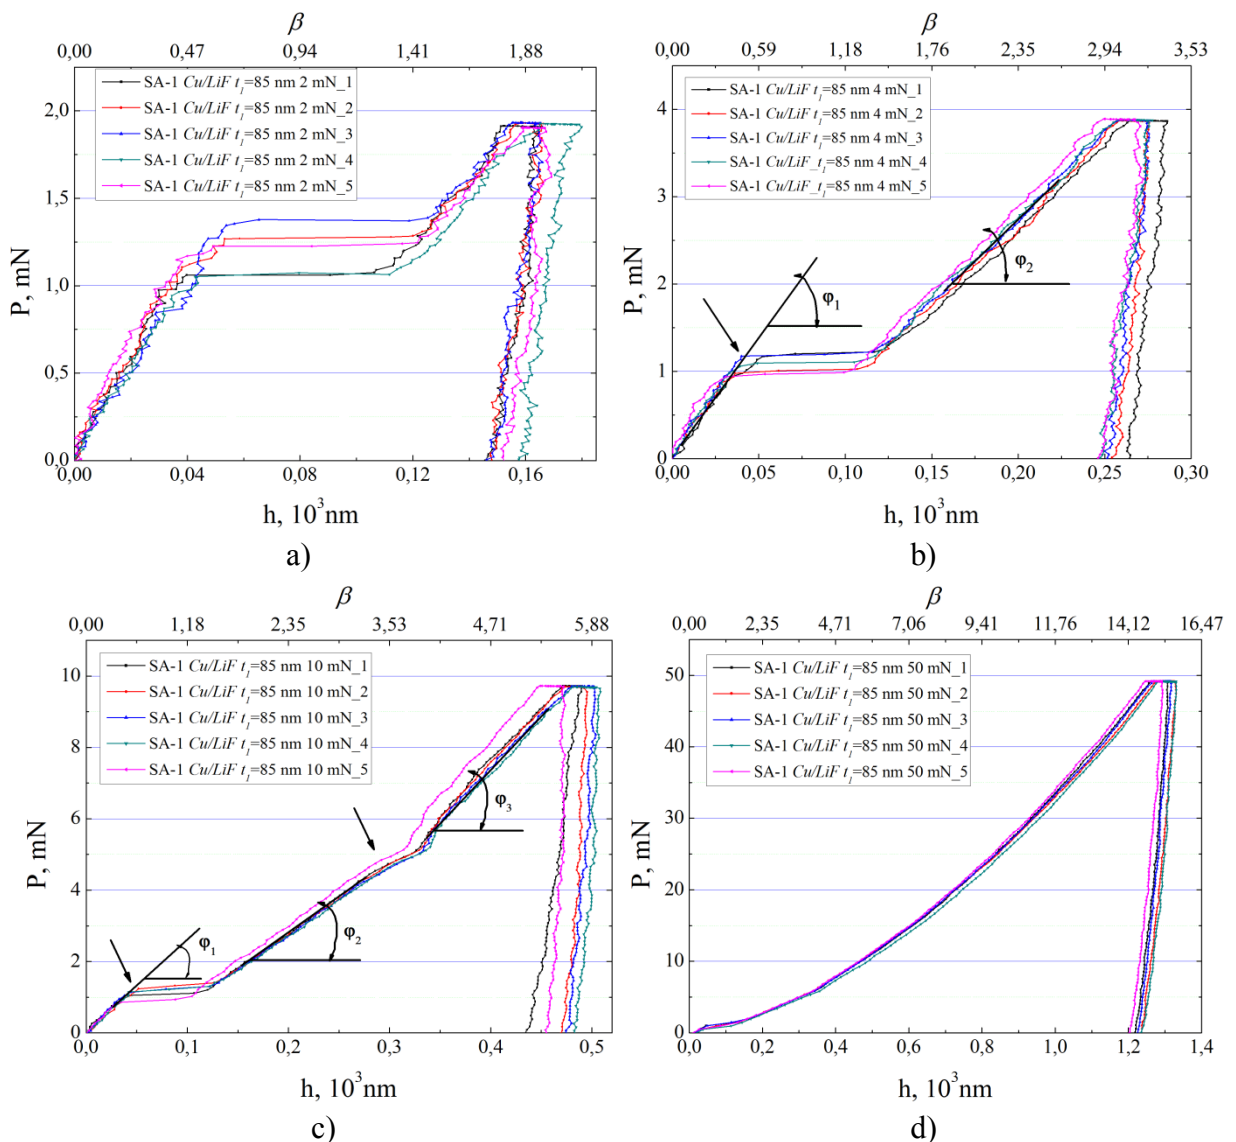 β
0,00 0,47 0,94 1,41 1,88
SA-1 Cu/LiF t₁=85 nm 2 mN_1
SA-1 Cu/LiF t₁=85 nm 2 mN_2
SA-1 Cu/LiF t₁=85 nm 2 mN_3
SA-1 Cu/LiF t₁=85 nm 2 mN_4
SA-1 Cu/LiF t₁=85 nm 2 mN_5
2,0
1,5
1,0
0,5
0,0
P, mN
0,00 0,04 0,08 0,12 0,16
h, 10³nm
a)
β
0,00 0,59 1,18 1,76 2,35 2,94 3,53
SA-1 Cu/LiF t₁=85 nm 4 mN_1
SA-1 Cu/LiF t₁=85 nm 4 mN_2
SA-1 Cu/LiF t₁=85 nm 4 mN_3
SA-1 Cu/LiF_t₁=85 nm 4 mN_4
SA-1 Cu/LiF_t₁=85 nm 4 mN_5
4
3
2
1
0
P, mN
φ₁
φ₂
0,00 0,05 0,10 0,15 0,20 0,25 0,30
h, 10³nm
b)
β
0,00 1,18 2,35 3,53 4,71 5,88
SA-1 Cu/LiF t₁=85 nm 10 mN_1
SA-1 Cu/LiF t₁=85 nm 10 mN_2
SA-1 Cu/LiF t₁=85 nm 10 mN_3
SA-1 Cu/LiF t₁=85 nm 10 mN_4
SA-1 Cu/LiF t₁=85 nm 10 mN_5
10
8
6
4
2
0
P, mN
φ₁
φ₂
φ₃
0,0 0,1 0,2 0,3 0,4 0,5
h, 10³nm
c)
β
0,00 2,35 4,71 7,06 9,41 11,76 14,12 16,47
SA-1 Cu/LiF t₁=85 nm 50 mN_1
SA-1 Cu/LiF t₁=85 nm 50 mN_2
SA-1 Cu/LiF t₁=85 nm 50 mN_3
SA-1 Cu/LiF t₁=85 nm 50 mN_4
SA-1 Cu/LiF t₁=85 nm 50 mN_5
50
40
30
20
10
0
P, mN
0,0 0,2 0,4 0,6 0,8 1,0 1,2 1,4
h, 10³nm
d)